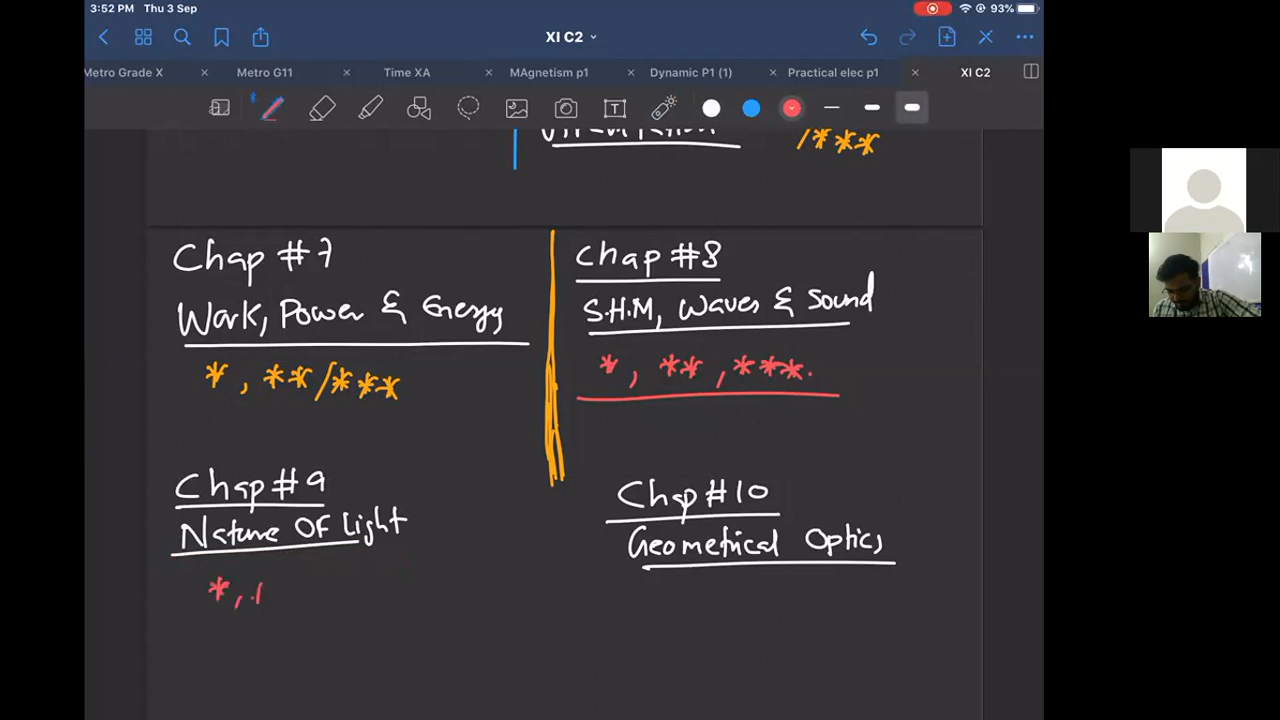 3:52 PM Thu 3 Sep 93%
XI C2
Metro Grade X Metro G11 Time XA MAgnetism p1 Dynamic P1 (1) Practical elec p1 XI C2
/***
Chap #7
Work, Power & Energy
*, **/***
Chap #8
S.H.M, Waves & Sound
*, **, ***.
Chap #9
Nature Of Light
*,
Chap #10
Geometrical Optics